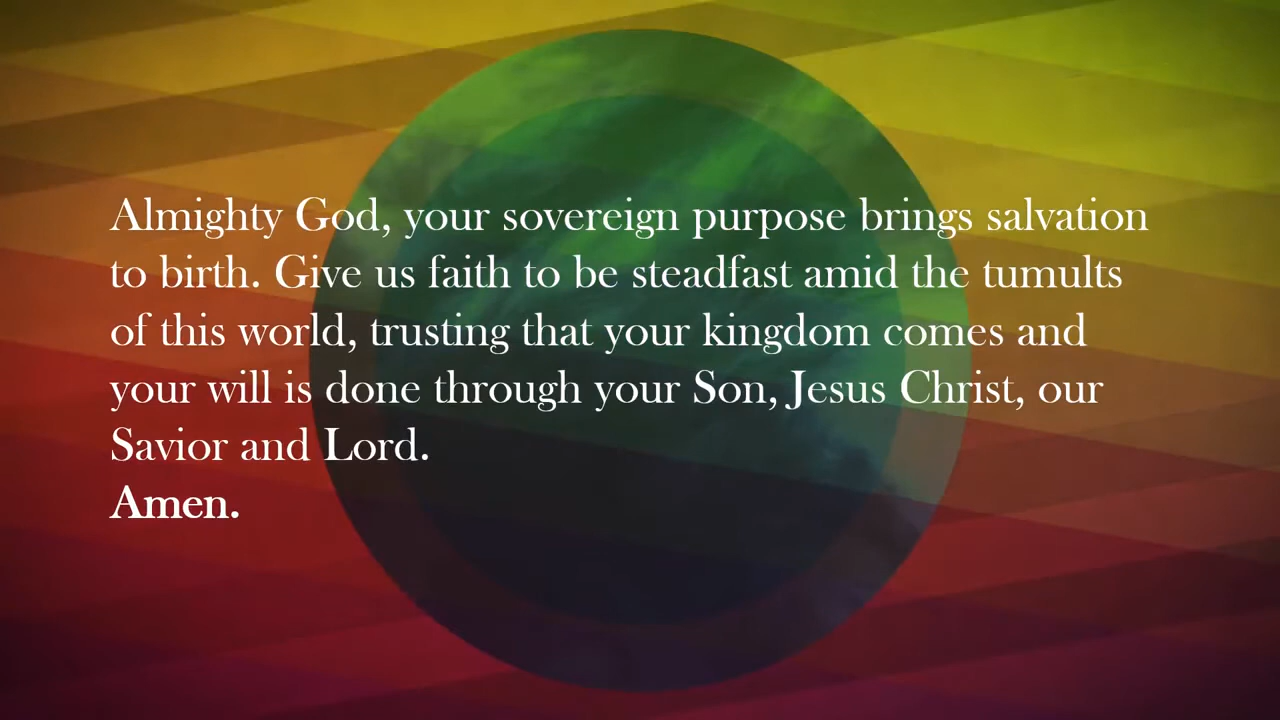 Almighty God, your sovereign purpose brings salvation
to birth. Give us faith to be steadfast amid the tumults
of this world, trusting that your kingdom comes and
your will is done through your Son, Jesus Christ, our
Savior and Lord.
Amen.